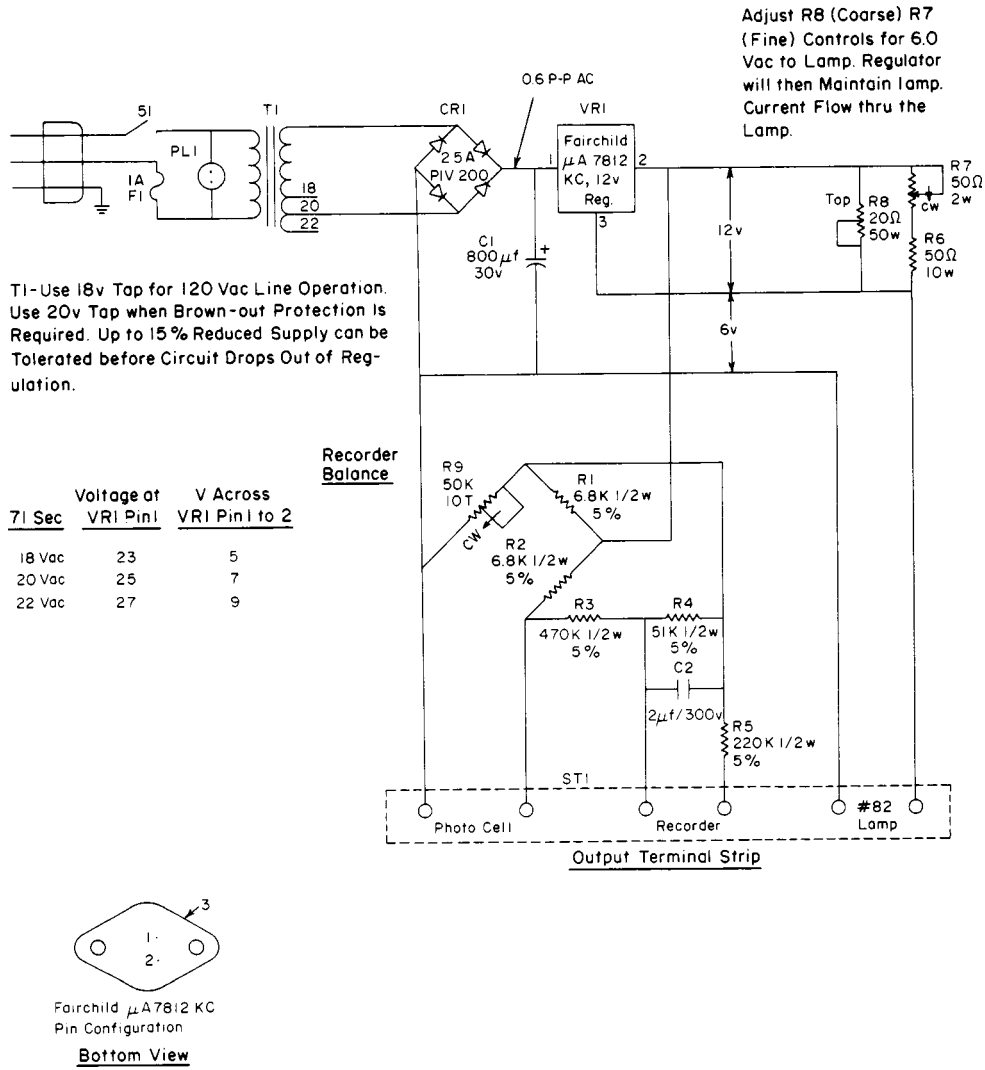 Adjust R8 (Coarse) R7
(Fine) Controls for 6.0
Vac to Lamp. Regulator
will then Maintain lamp.
Current Flow thru the
Lamp.
0.6 P-P AC
S1
T1
CR1
VR1
PL1
1A
F1
18
20
22
2 5A
PIV 200
1
Fairchild
μA 7812
KC, 12v
Reg.
2
3
C1
800μf
30v
+
12v
6v
Top
R8
20Ω
50w
R7
50Ω
2w
CW
R6
50Ω
10w
T1-Use 18v Tap for 120 Vac Line Operation.
Use 20v Tap when Brown-out Protection Is
Required. Up to 15% Reduced Supply can be
Tolerated before Circuit Drops Out of Reg-
ulation.
Recorder
Balance
R9
50K
10T
CW
R1
6.8K 1/2w
5%
R2
6.8K 1/2w
5%
R3
470K 1/2w
5%
R4
51K 1/2w
5%
C2
2μf/300v
R5
220K 1/2w
5%
71 Sec Voltage at VR1 Pin1 V Across VR1 Pin1 to 2
18 Vac 23 5
20 Vac 25 7
22 Vac 27 9
ST1
Photo Cell
Recorder
#82
Lamp
Output Terminal Strip
3
1.
2.
Fairchild μA7812 KC
Pin Configuration
Bottom View